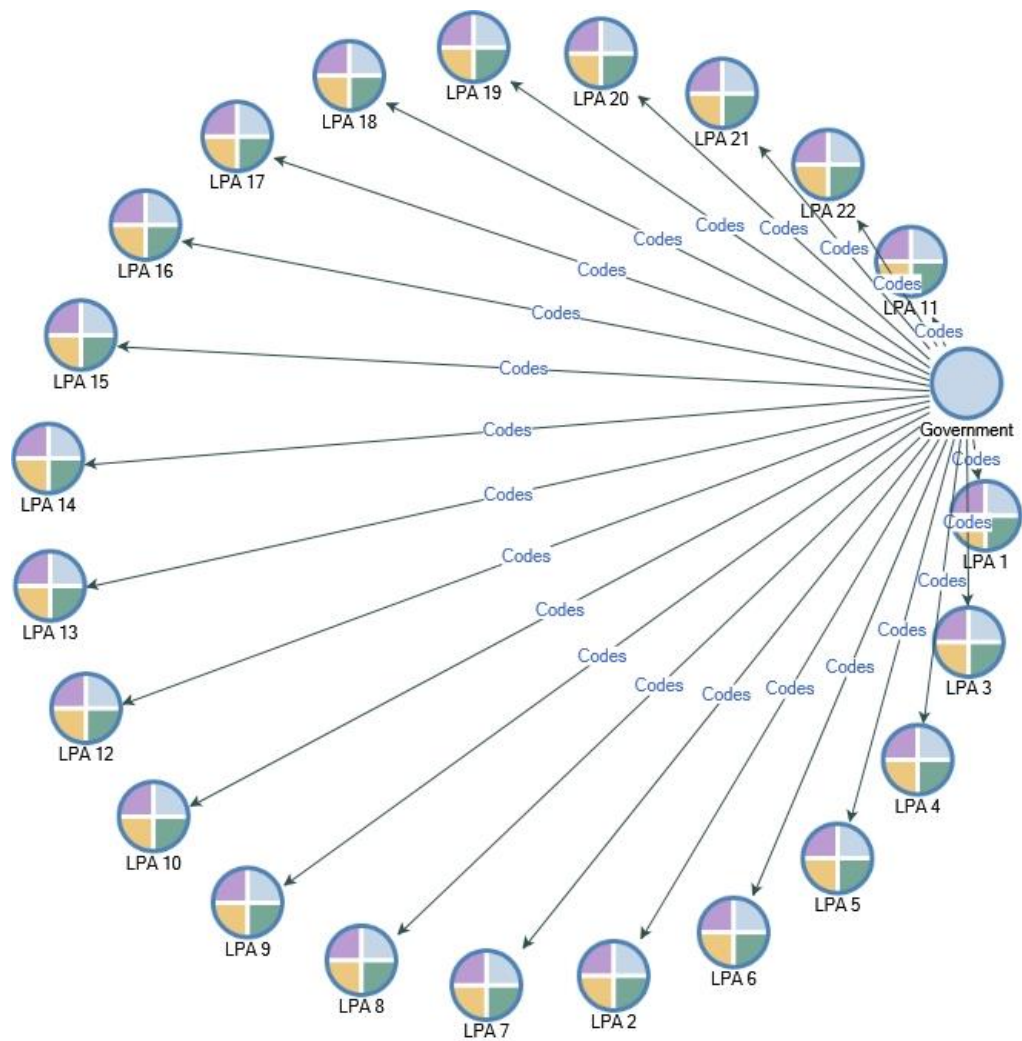 LPA 19
LPA 20
LPA 18
LPA 21
LPA 17
LPA 22
Codes
Codes
Codes
Codes
LPA 16
Codes
Codes
LPA 11
Codes
Codes
LPA 15
Codes
Government
Codes
Codes
LPA 14
Codes
Codes
LPA 1
Codes
Codes
LPA 13
Codes
Codes
Codes
Codes
LPA 3
Codes
Codes
Codes
LPA 12
LPA 4
LPA 10
LPA 5
LPA 9
LPA 6
LPA 8
LPA 2
LPA 7